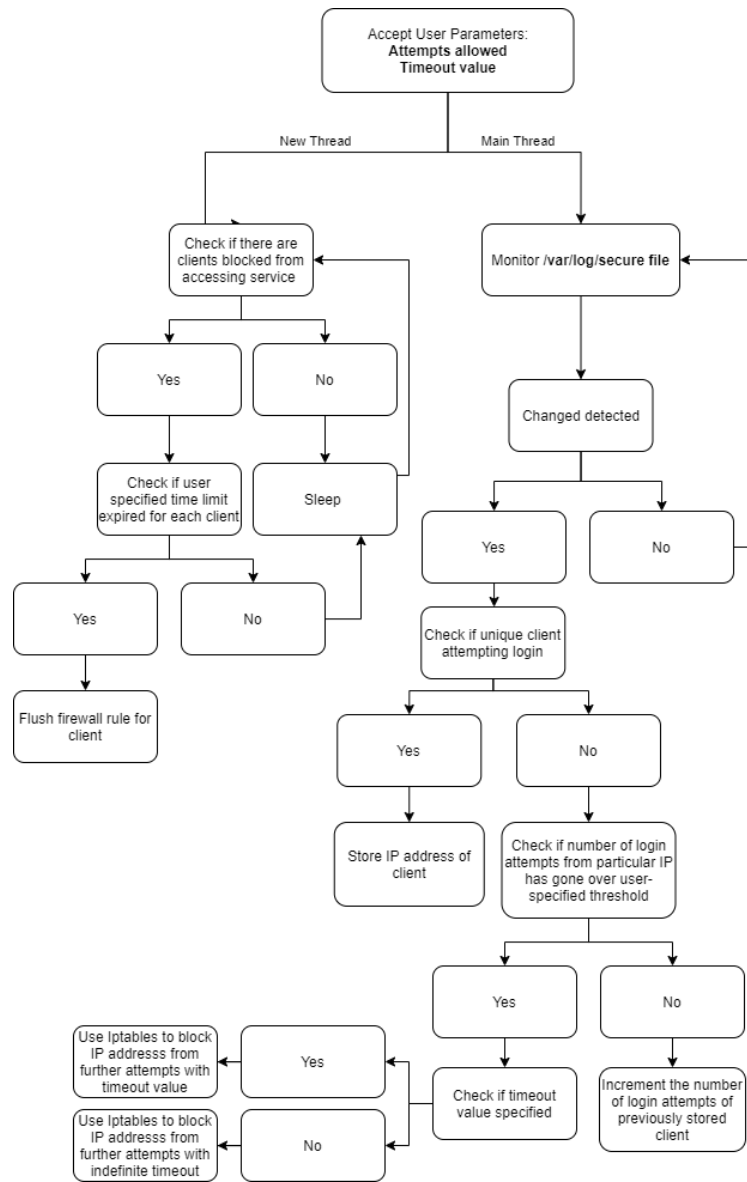 Accept User Parameters:
Attempts allowed
Timeout value
New Thread
Main Thread
Check if there are
clients blocked from
accessing service
Monitor /var/log/secure file
Yes
No
Changed detected
Check if user
specified time limit
expired for each client
Sleep
Yes
No
Yes
No
Check if unique client
attempting login
Flush firewall rule for
client
Yes
No
Store IP address of
client
Check if number of login
attempts from particular IP
has gone over user-
specified threshold
Yes
No
Use Iptables to block
IP addresss from
further attempts with
timeout value
Yes
Check if timeout
value specified
Increment the number
of login attempts of
previously stored
client
Use Iptables to block
IP addresss from
further attempts with
indefinite timeout
No